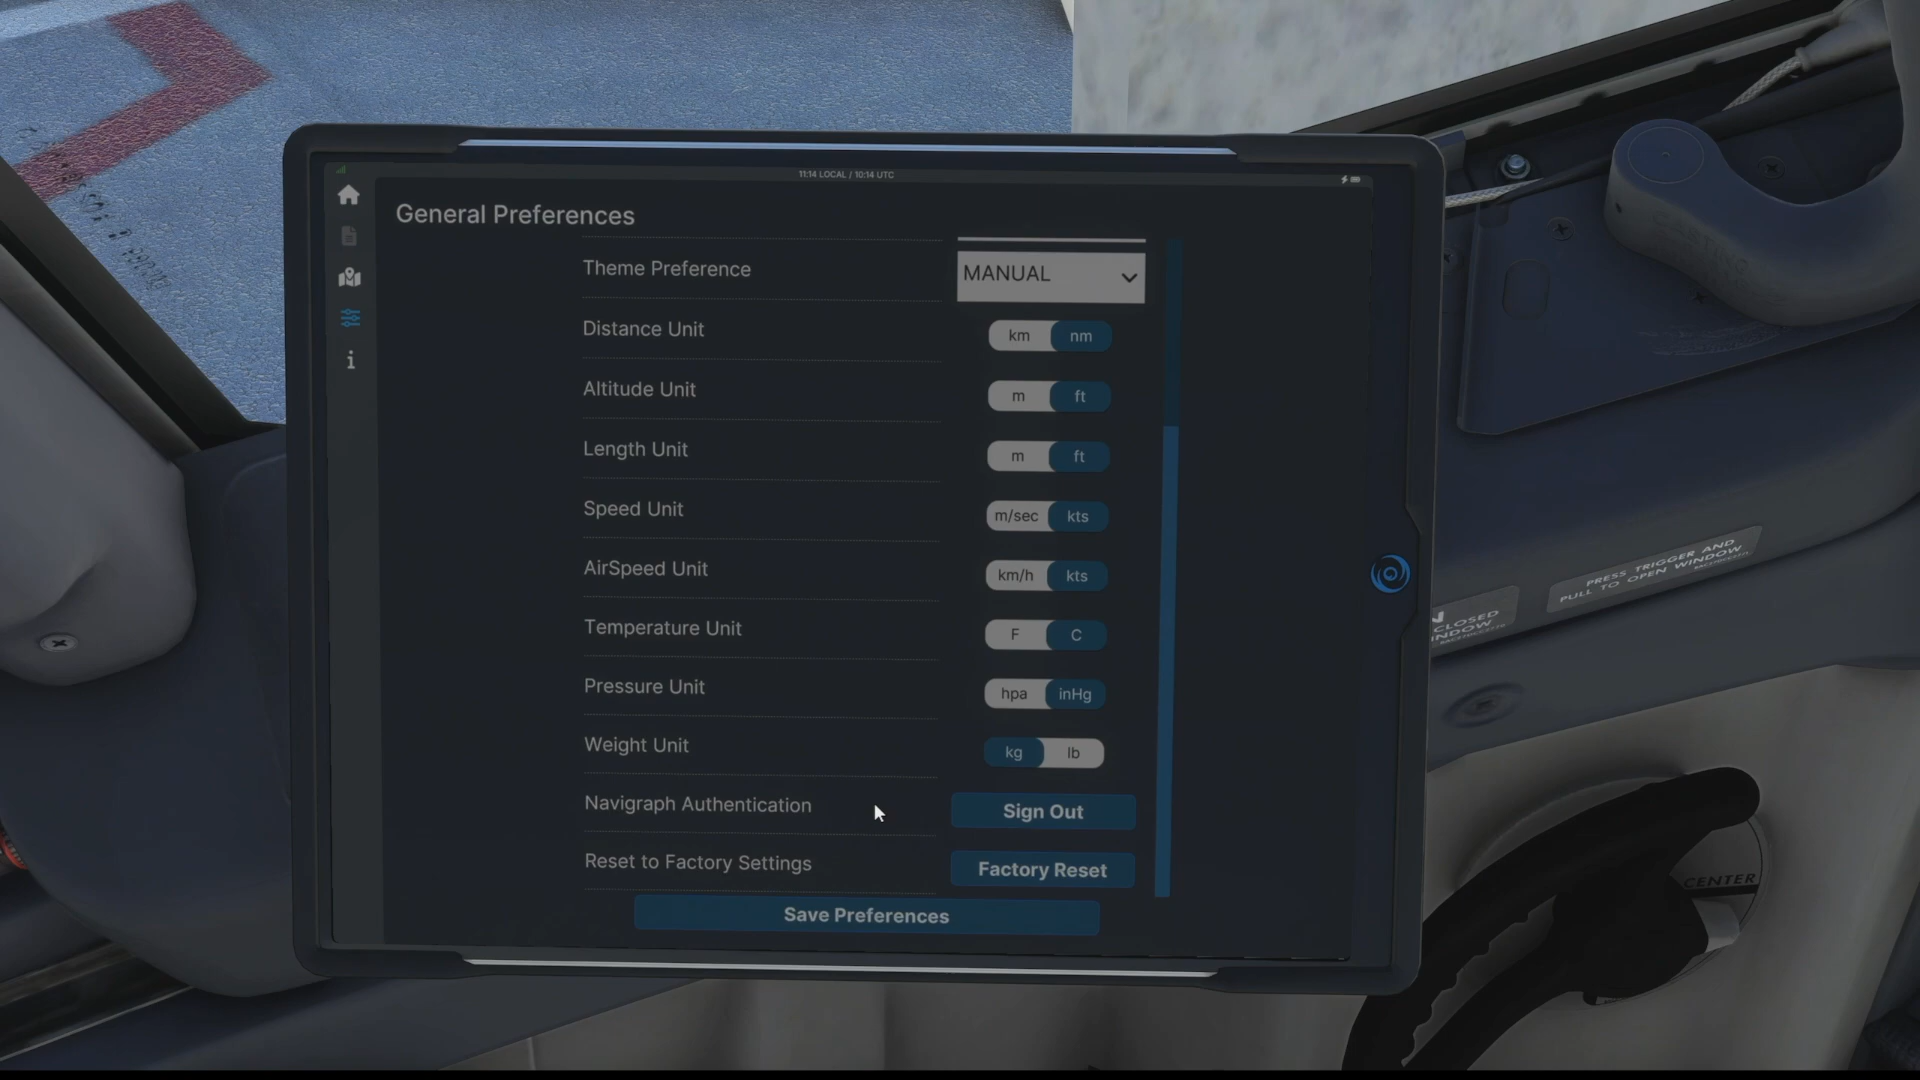 11:14 LOCAL / 10:14 UTC
General Preferences
Theme Preference
MANUAL
Distance Unit
km nm
Altitude Unit
m ft
Length Unit
m ft
Speed Unit
m/sec kts
AirSpeed Unit
km/h kts
Temperature Unit
F C
Pressure Unit
hpa inHg
Weight Unit
kg lb
Navigraph Authentication
Sign Out
Reset to Factory Settings
Factory Reset
Save Preferences
PRESS TRIGGER AND
PULL TO OPEN WINDOW
CLOSED
CENTER